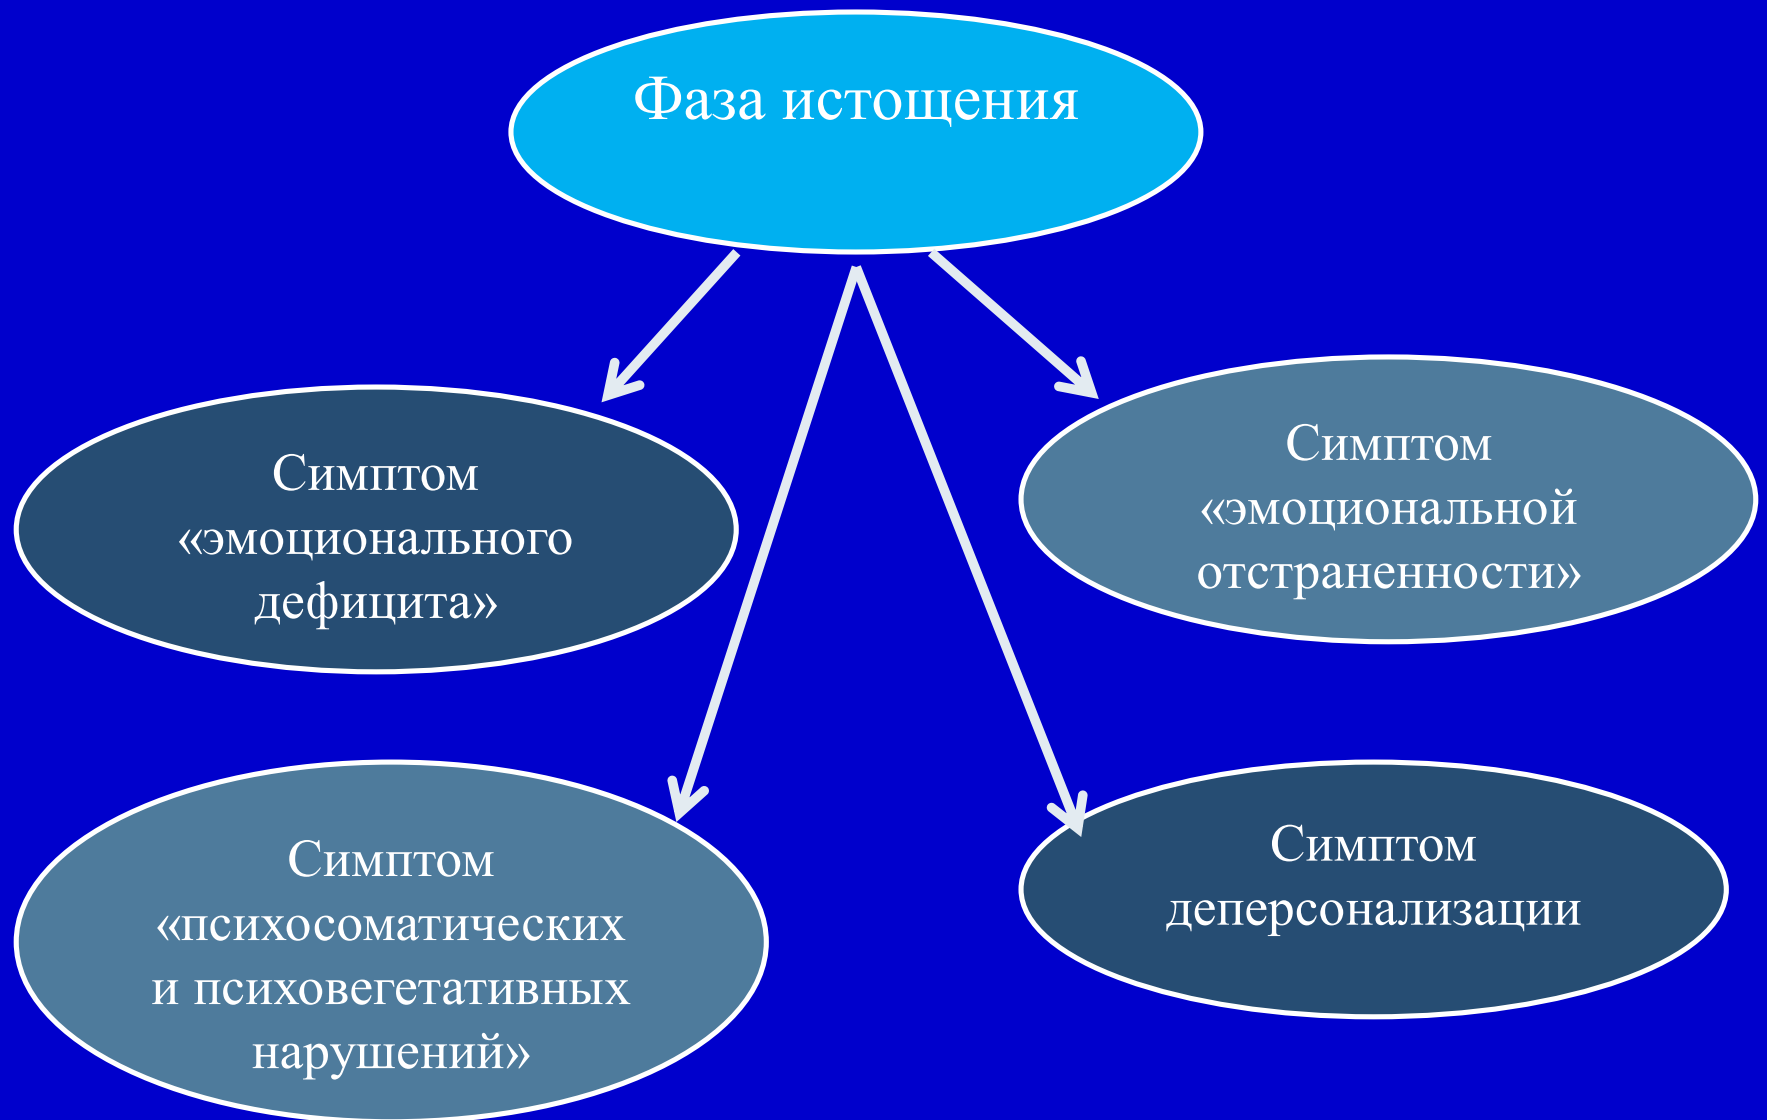 Фаза истощения
Симптом
«эмоционального
дефицита»
Симптом
«эмоциональной
отстраненности»
Симптом
«психосоматических
и психовегетативных
нарушений»
Симптом
деперсонализации